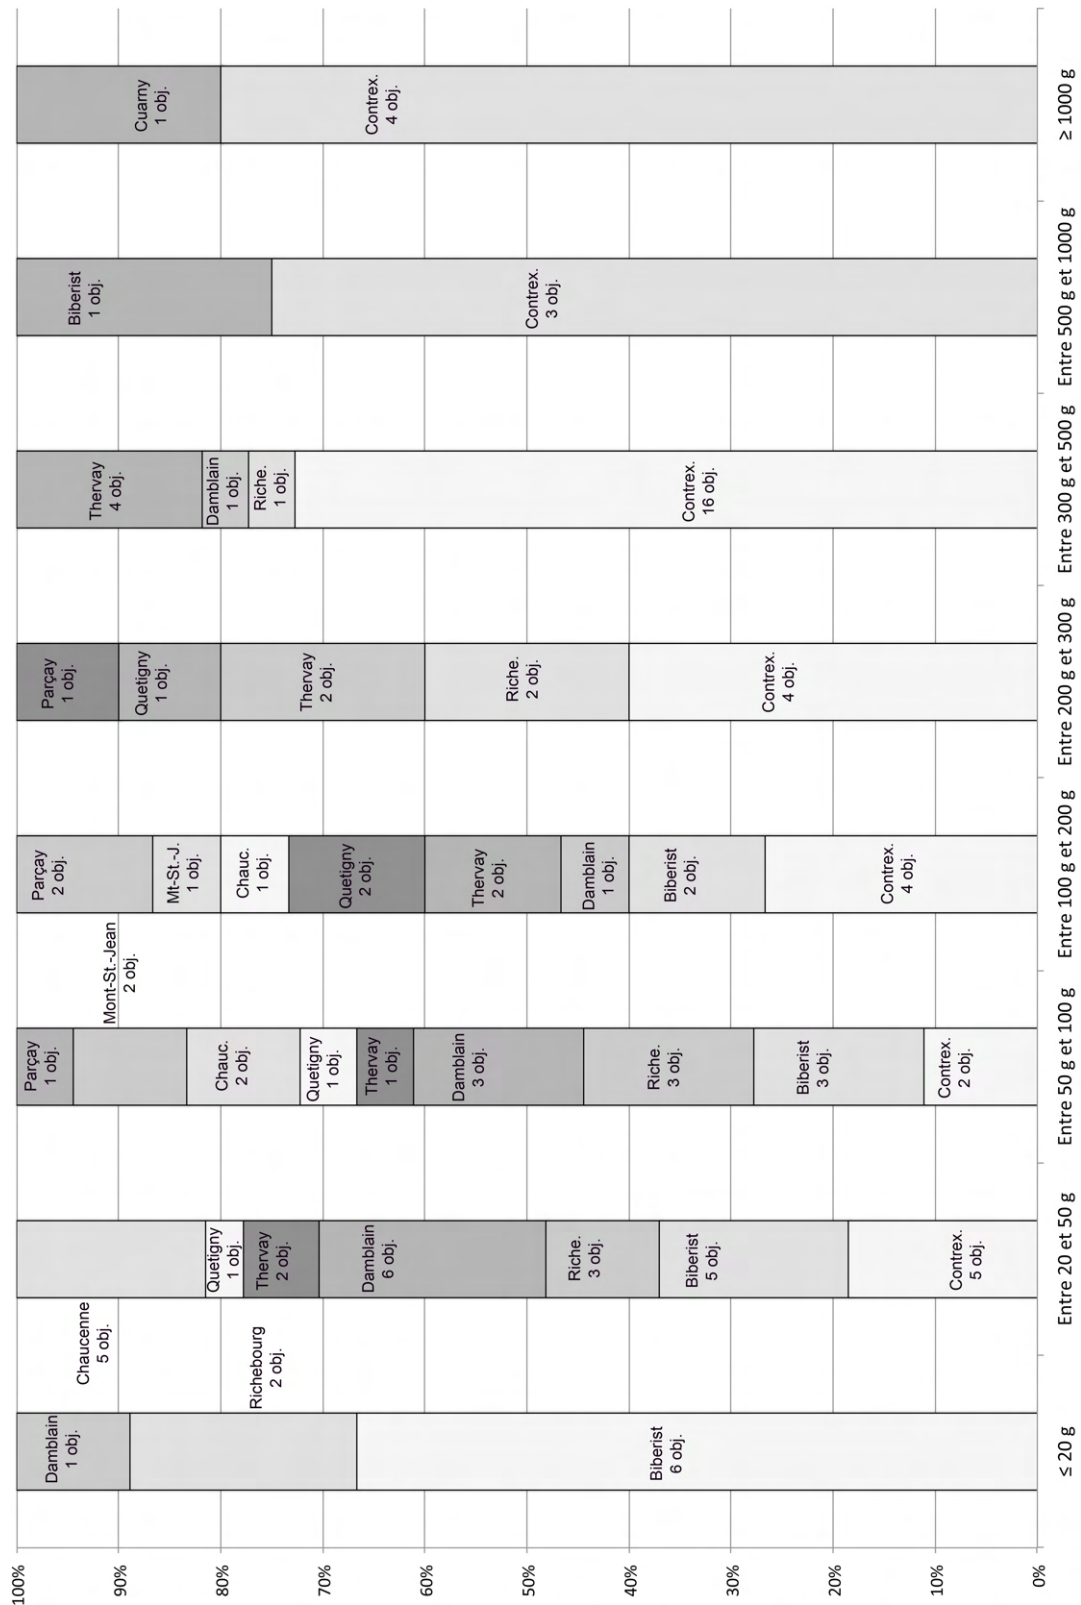 100%
90%
80%
70%
60%
50%
40%
30%
20%
10%
0%
Damblain
1 obj.
Richebourg
2 obj.
Biberist
6 obj.
≤ 20 g
Chaucenne
5 obj.
Quetigny
1 obj.
Thervay
2 obj.
Damblain
6 obj.
Riche.
3 obj.
Biberist
5 obj.
Contrex.
5 obj.
Entre 20 et 50 g
Parçay
1 obj.
Mont-St.-Jean
2 obj.
Chauc.
2 obj.
Quetigny
1 obj.
Thervay
1 obj.
Damblain
3 obj.
Riche.
3 obj.
Biberist
3 obj.
Contrex.
2 obj.
Entre 50 g et 100 g
Parçay
2 obj.
Mt-St.-J.
1 obj.
Chauc.
1 obj.
Quetigny
2 obj.
Thervay
2 obj.
Damblain
1 obj.
Biberist
2 obj.
Contrex.
4 obj.
Entre 100 g et 200 g
Parçay
1 obj.
Quetigny
1 obj.
Thervay
2 obj.
Riche.
2 obj.
Contrex.
4 obj.
Entre 200 g et 300 g
Thervay
4 obj.
Damblain
1 obj.
Riche.
1 obj.
Contrex.
16 obj.
Entre 300 g et 500 g
Biberist
1 obj.
Contrex.
3 obj.
Entre 500 g et 1000 g
Cuarny
1 obj.
Contrex.
4 obj.
≥ 1000 g